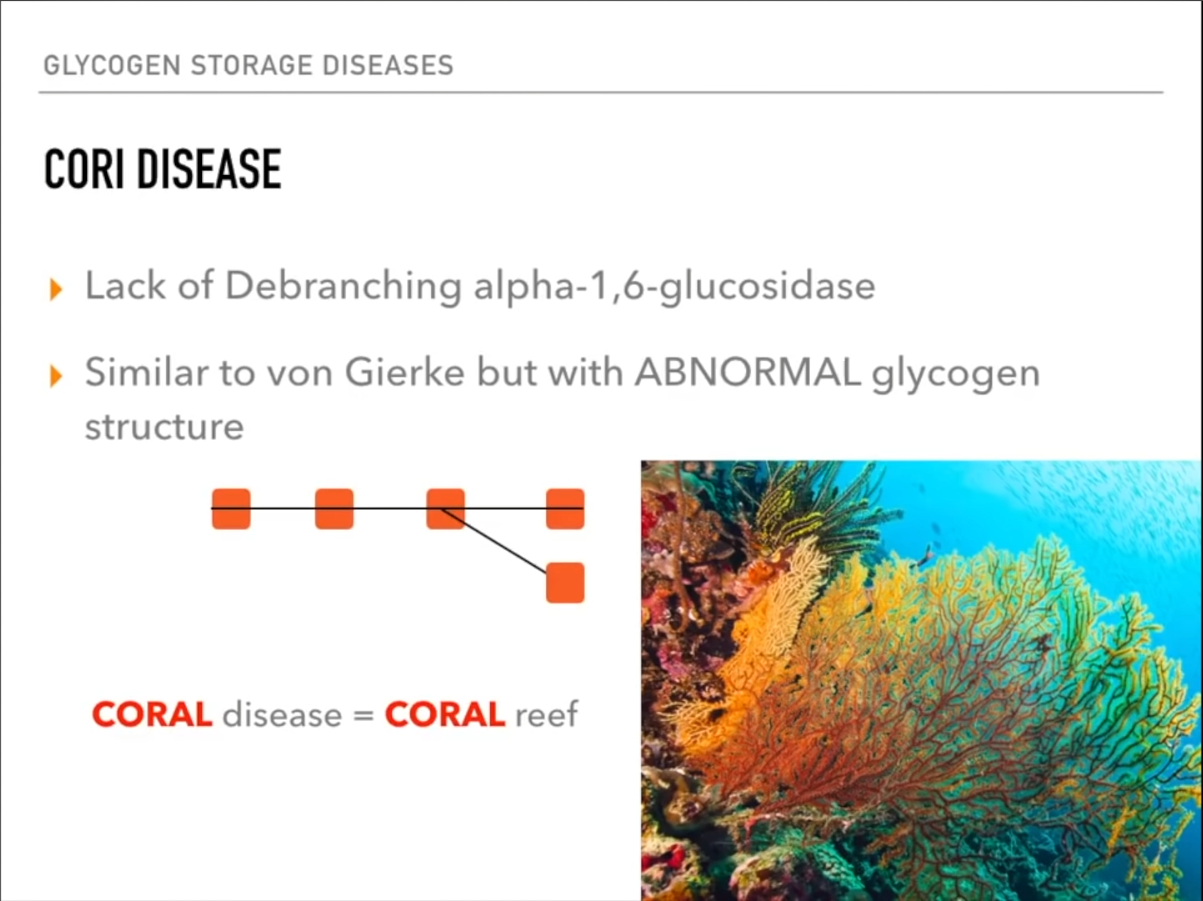 GLYCOGEN STORAGE DISEASES
CORI DISEASE
Lack of Debranching alpha-1,6-glucosidase
Similar to von Gierke but with ABNORMAL glycogen
structure
CORAL disease = CORAL reef